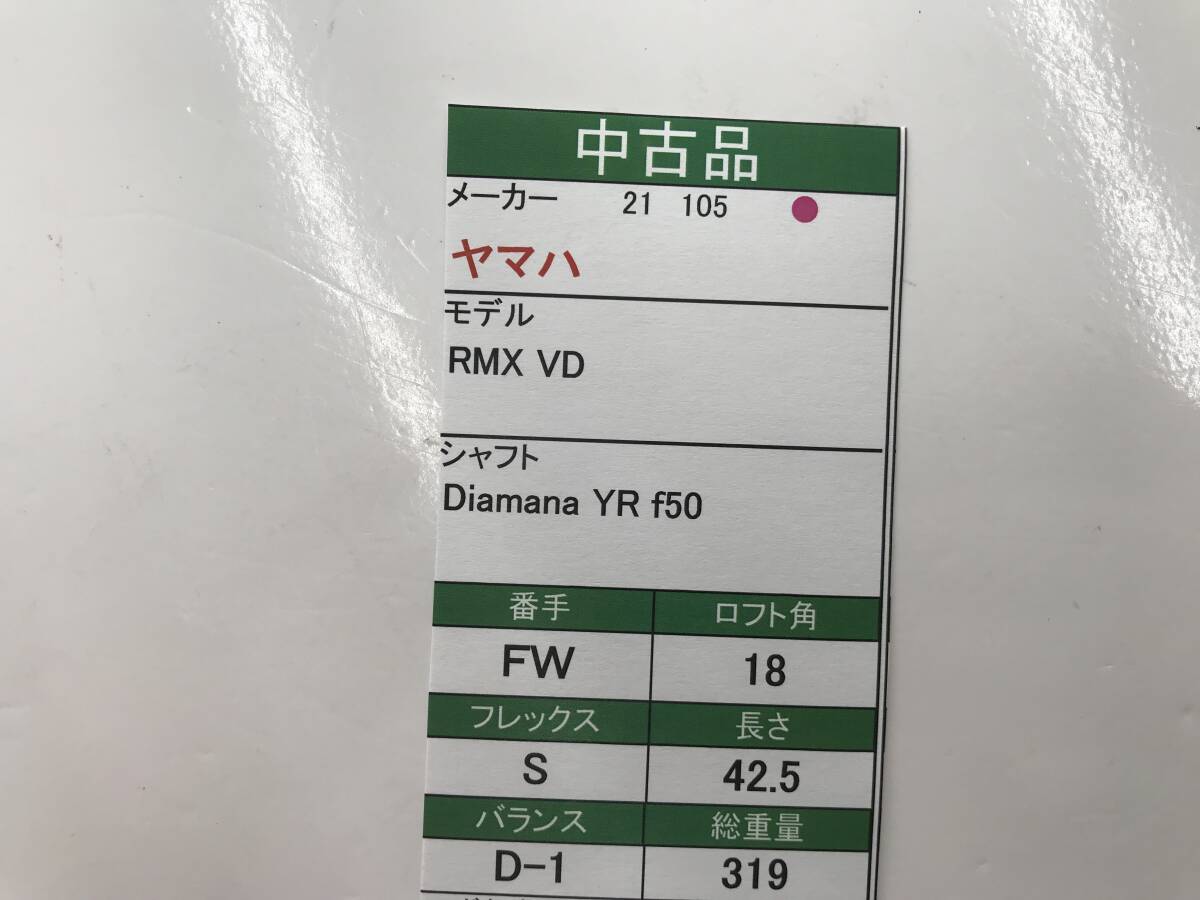 中古品
メーカー 21 105
ヤマハ
モデル
RMX VD
シャフト
Diamana YR f50
番手 ロフト角
FW 18
フレックス 長さ
S 42.5
バランス 総重量
D-1 319